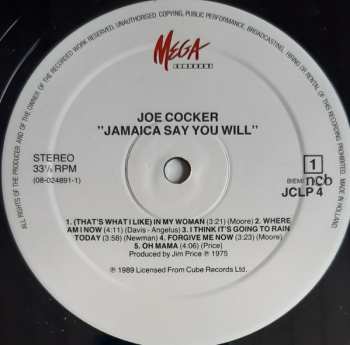 ALL RIGHTS OF THE PRODUCER AND OF THE OWNER OF THE RECORDED WORK RESERVED. UNAUTHORISED COPYING, PUBLIC PERFORMANCE, BROADCASTING, HIRING OR RENTAL OF THIS RECORDING PROHIBITED. MADE IN HOLLAND
MEGA
RECORDS
JOE COCKER
"JAMAICA SAY YOU WILL"
STEREO
33⅓ RPM
(08-024891-1)
1
BIEM/ncb
JCLP 4
1. (THAT'S WHAT I LIKE) IN MY WOMAN (3:21) (Moore) 2. WHERE
AM I NOW (4:11) (Davis - Angelus) 3. I THINK IT'S GOING TO RAIN
TODAY (3:58) (Newman) 4. FORGIVE ME NOW (3:23) (Moore)
5. OH MAMA (4:06) (Price)
Produced by Jim Price ℗ 1975
℗ 1989 Licensed From Cube Records Ltd.